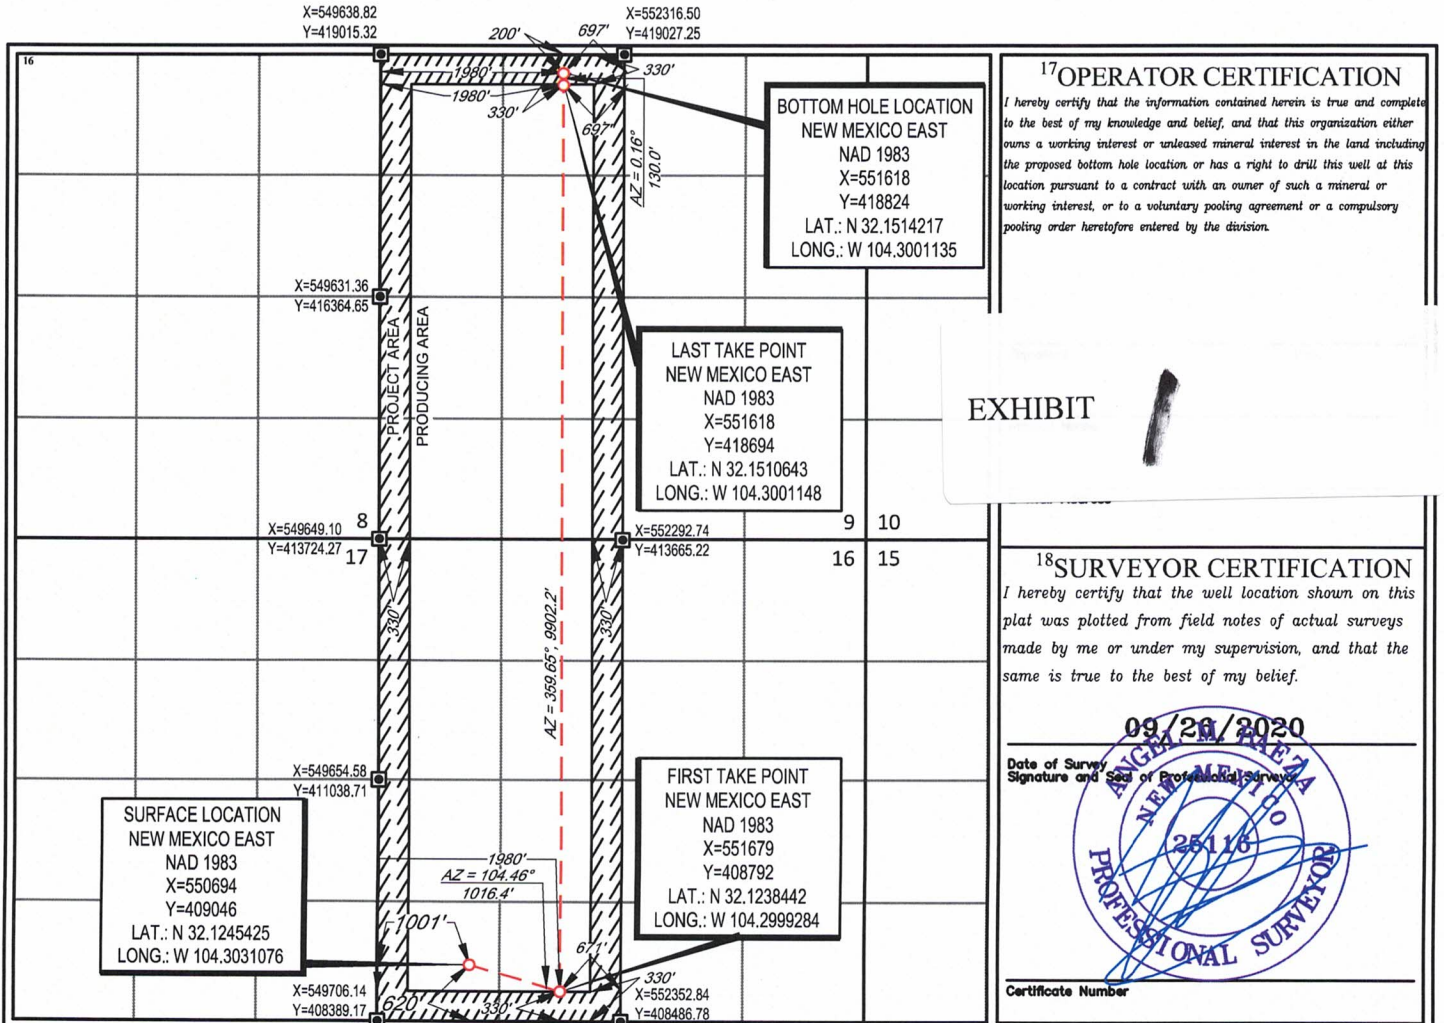 X=549638.82
Y=419015.32
X=552316.50
Y=419027.25
200'
697'
16
1980'
330'
1980'
330'
697'
AZ = 0.16°
130.0'
BOTTOM HOLE LOCATION
NEW MEXICO EAST
NAD 1983
X=551618
Y=418824
LAT.: N 32.1514217
LONG.: W 104.3001135
X=549631.36
Y=416364.65
PROJECT AREA
PRODUCING AREA
LAST TAKE POINT
NEW MEXICO EAST
NAD 1983
X=551618
Y=418694
LAT.: N 32.1510643
LONG.: W 104.3001148
X=549649.10
Y=413724.27
8
17
X=552292.74
Y=413665.22
9
10
16
15
330'
330'
AZ = 359.65°, 9902.2'
X=549654.58
Y=411038.71
FIRST TAKE POINT
NEW MEXICO EAST
NAD 1983
X=551679
Y=408792
LAT.: N 32.1238442
LONG.: W 104.2999284
SURFACE LOCATION
NEW MEXICO EAST
NAD 1983
X=550694
Y=409046
LAT.: N 32.1245425
LONG.: W 104.3031076
1980'
AZ = 104.46°
1016.4'
1001'
671'
330'
X=549706.14
Y=408389.17
620'
330'
X=552352.84
Y=408486.78
17OPERATOR CERTIFICATION
I hereby certify that the information contained herein is true and complete
to the best of my knowledge and belief, and that this organization either
owns a working interest or unleased mineral interest in the land including
the proposed bottom hole location or has a right to drill this well at this
location pursuant to a contract with an owner of such a mineral or
working interest, or to a voluntary pooling agreement or a compulsory
pooling order heretofore entered by the division.
EXHIBIT 1
18SURVEYOR CERTIFICATION
I hereby certify that the well location shown on this
plat was plotted from field notes of actual surveys
made by me or under my supervision, and that the
same is true to the best of my belief.
09/26/2020
Date of Survey
Signature and Seal of Professional Surveyor
ANGEL M. BAEZA
NEW MEXICO
25116
PROFESSIONAL SURVEYOR
Certificate Number